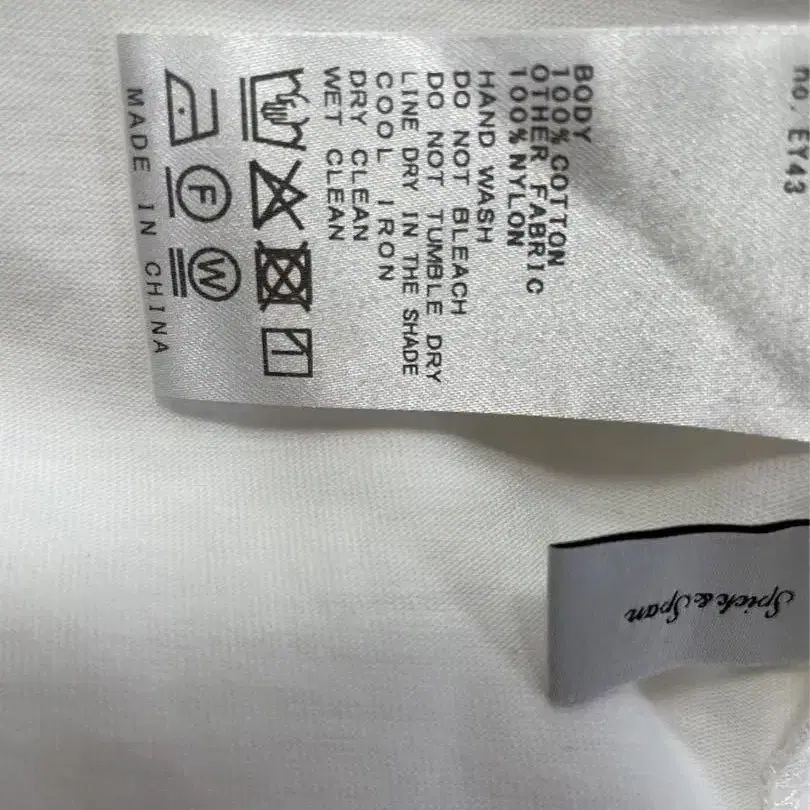 no. EY43
BODY
100%COTTON
OTHER FABRIC
100%NYLON
HAND WASH
DO NOT BLEACH
DO NOT TUMBLE DRY
LINE DRY IN THE SHADE
COOL IRON
DRY CLEAN
WET CLEAN
F
W
MADE IN CHINA
Spick & Span